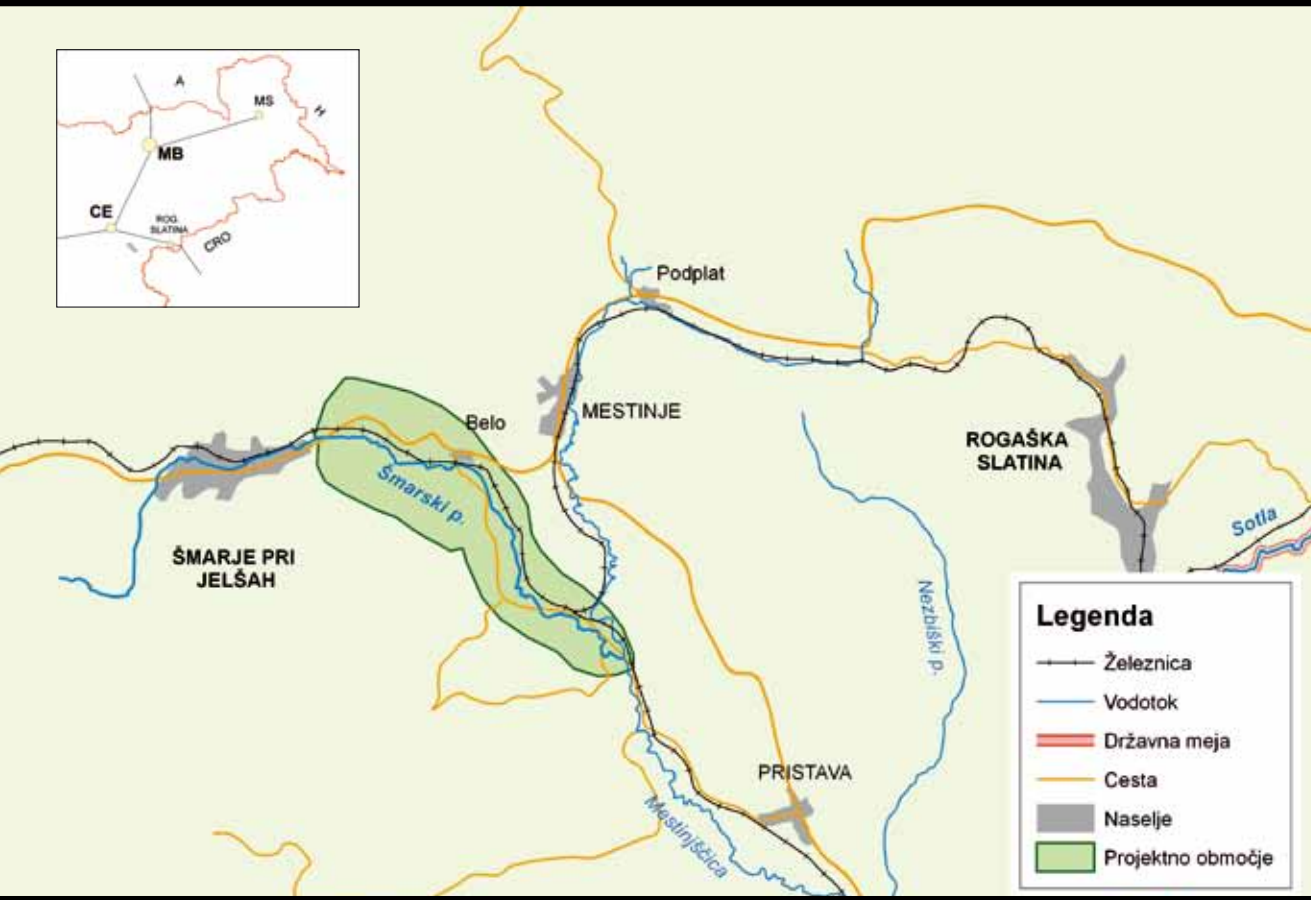 A
MS
H
MB
CE
ROG.
SLATINA
CRO
I
Podplat
MESTINJE
Belo
Šmarski p.
ŠMARJE PRI
JELŠAH
ROGAŠKA
SLATINA
Sotla
Nezbiški p.
PRISTAVA
Mestinjščica
Legenda
Železnica
Vodotok
Državna meja
Cesta
Naselje
Projektno območje